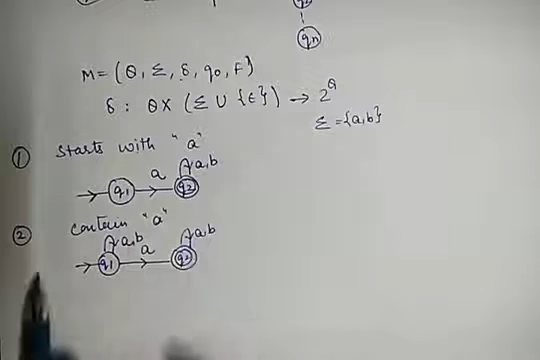 qn
M = (Q, Σ, δ, q0, F)
δ : Q X (Σ ∪ {ε}) → 2^Q
Σ = {a,b}
① Starts with "a"
a,b
q1 a q2
② Contain "a"
a,b a,b
q1 a q2